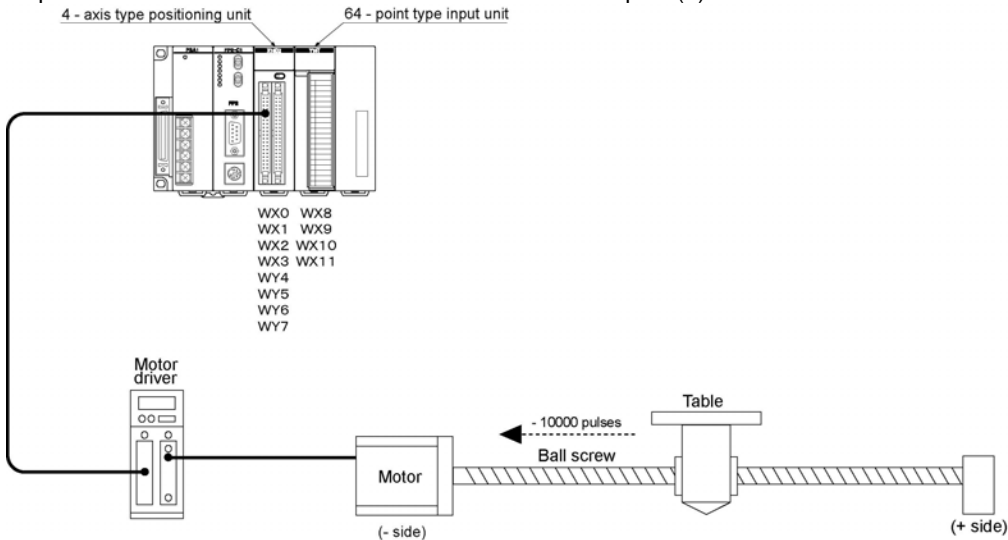 4 - axis type positioning unit
64 - point type input unit
FP2
WX0 WX8
WX1 WX9
WX2 WX10
WX3 WX11
WY4
WY5
WY6
WY7
Motor
driver
Table
- 10000 pulses
Ball screw
Motor
(- side)
(+ side)